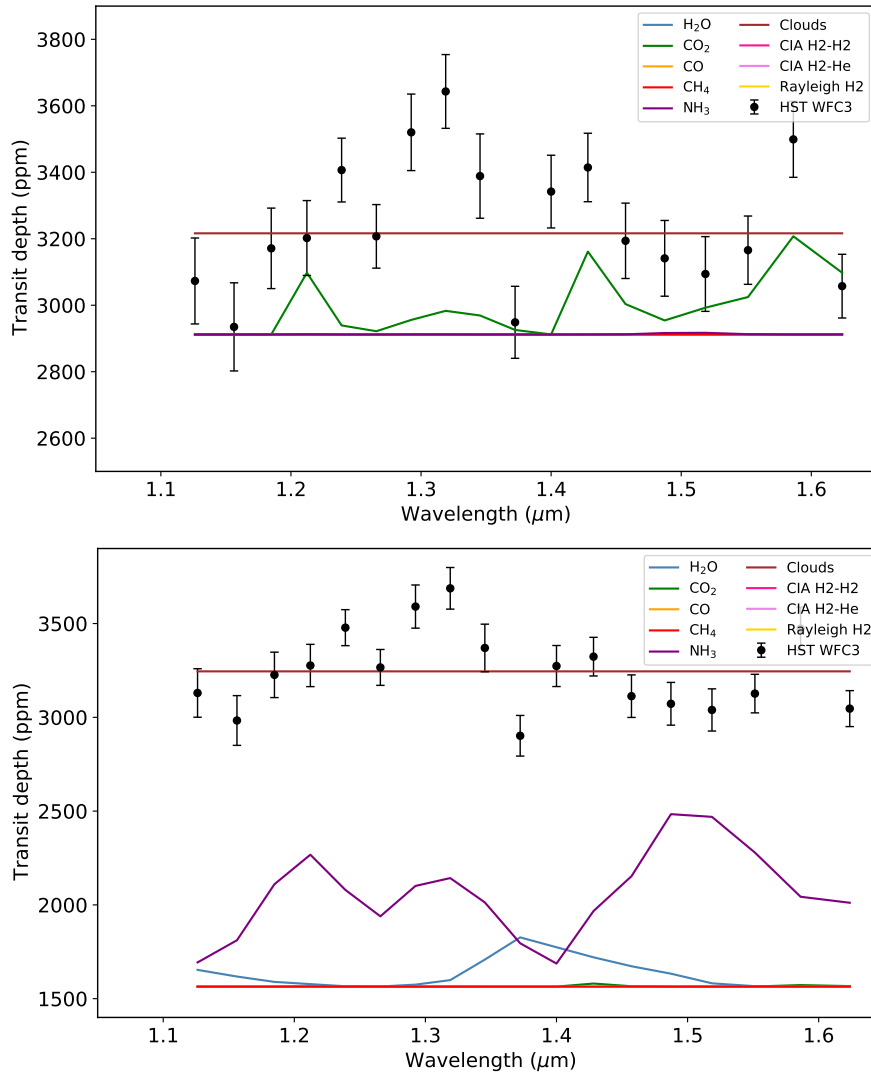 3800
3600
3400
3200
3000
2800
2600
Transit depth (ppm)
H₂O
CO₂
CO
CH₄
NH₃
Clouds
CIA H2-H2
CIA H2-He
Rayleigh H2
HST WFC3
1.1 1.2 1.3 1.4 1.5 1.6
Wavelength (μm)
3500
3000
2500
2000
1500
Transit depth (ppm)
H₂O
CO₂
CO
CH₄
NH₃
Clouds
CIA H2-H2
CIA H2-He
Rayleigh H2
HST WFC3
1.1 1.2 1.3 1.4 1.5 1.6
Wavelength (μm)